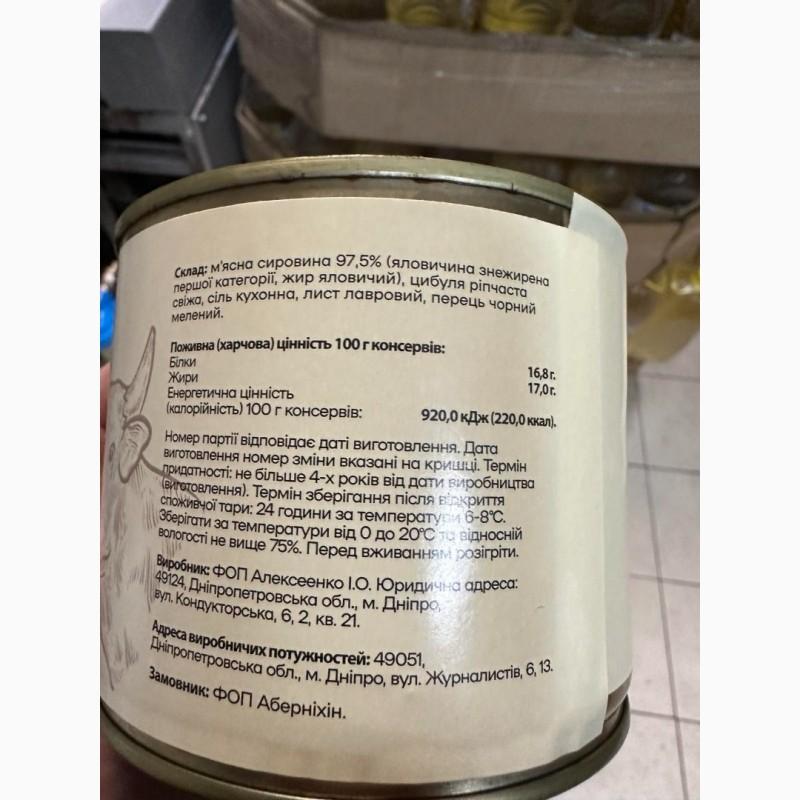 Склад: м'ясна сировина 97,5% (яловичина знежирена
першої категорії, жир яловичий), цибуля ріпчаста
свіжа, сіль кухонна, лист лавровий, перець чорний
мелений.
Поживна (харчова) цінність 100 г консервів:
Білки 16,8 г.
Жири 17,0 г.
Енергетична цінність
(калорійність) 100 г консервів: 920,0 кДж (220,0 ккал).
Номер партії відповідає даті виготовлення. Дата
виготовлення номер зміни вказані на кришці. Термін
придатності: не більше 4-х років від дати виробництва
(виготовлення). Термін зберігання після відкриття
споживчої тари: 24 години за температури 6-8°С.
Зберігати за температури від 0 до 20°С та відносній
вологості не вище 75%. Перед вживанням розігріти.
Виробник: ФОП Алексеенко І.О. Юридична адреса:
49124, Дніпропетровська обл., м. Дніпро,
вул. Кондукторська, 6, 2, кв. 21.
Адреса виробничих потужностей: 49051,
Дніпропетровська обл., м. Дніпро, вул. Журналістів, 6, 13.
Замовник: ФОП Аберніхін.